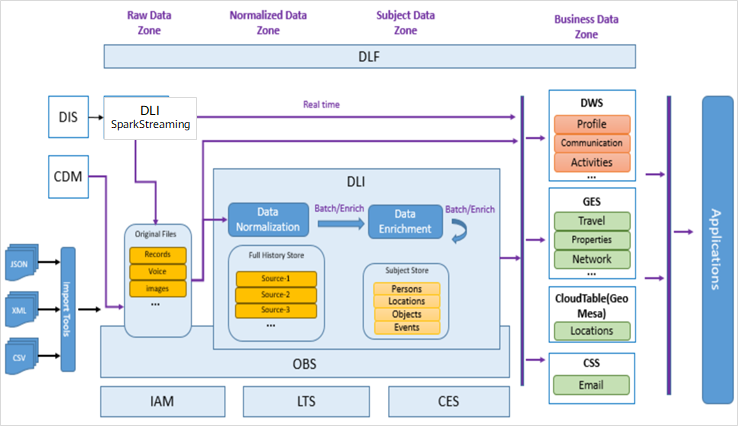 Raw Data
Zone
Normalized Data
Zone
Subject Data
Zone
Business Data
Zone
DLF
DIS
DLI
SparkStreaming
Real time
CDM
JSON
XML
CSV
Import Tools
Original Files
Records
Voice
images
...
DLI
Data
Normalization
Batch/Enrich
Data
Enrichment
Batch/Enrich
Full History Store
Source-1
Source-2
Source-3
...
Subject Store
Persons
Locations
Objects
Events
OBS
IAM
LTS
CES
DWS
Profile
Communication
Activities
...
GES
Travel
Properties
Network
...
CloudTable(Geo
Mesa)
Locations
CSS
Email
Applications